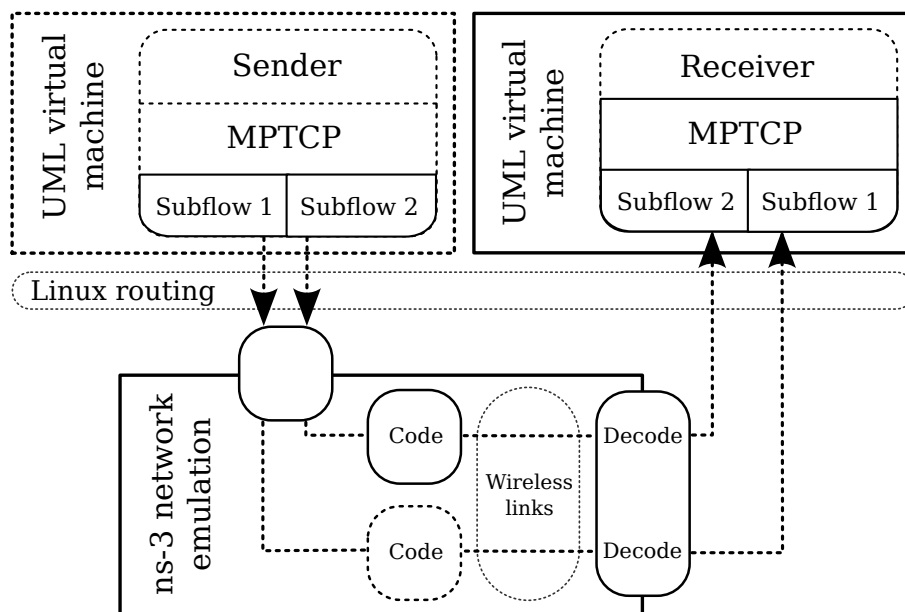 UML virtual
machine
Sender
MPTCP
Subflow 1
Subflow 2
UML virtual
machine
Receiver
MPTCP
Subflow 2
Subflow 1
Linux routing
ns-3 network
emulation
Code
Decode
Wireless
links
Code
Decode